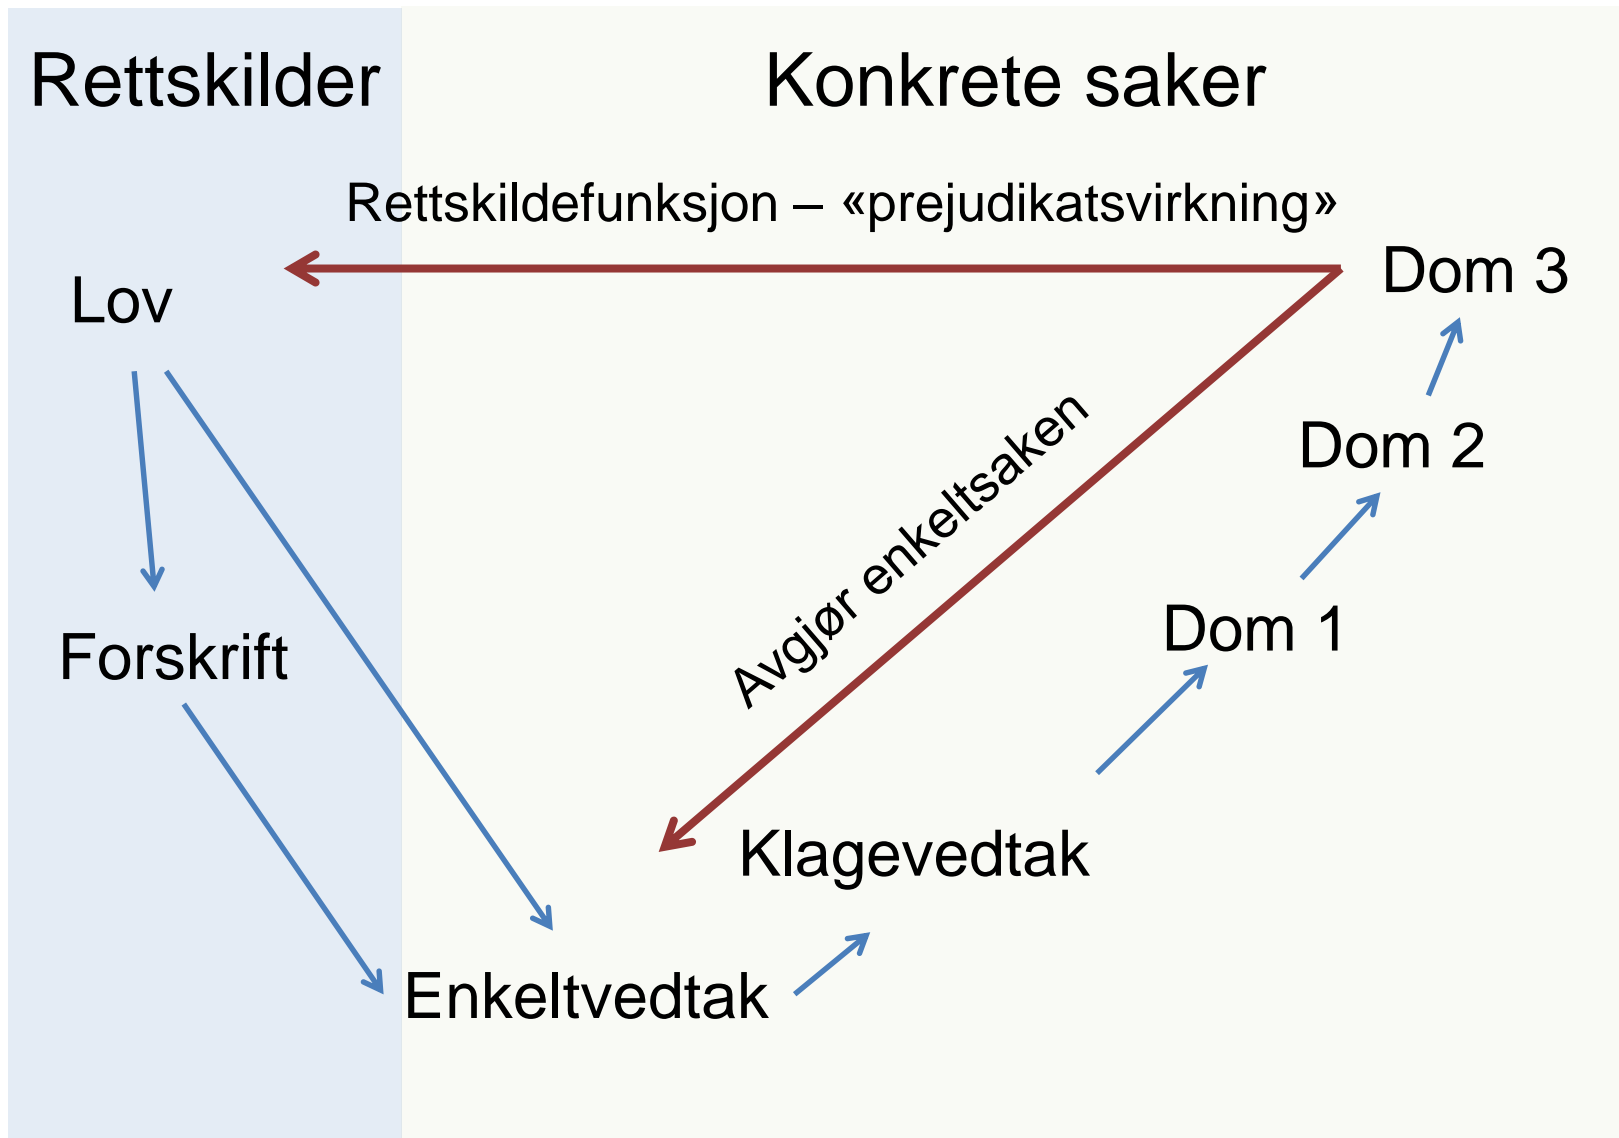 Rettskilder
Konkrete saker
Rettskildefunksjon – «prejudikatsvirkning»
Dom 3
Lov
Dom 2
Avgjør enkeltsaken
Dom 1
Forskrift
Klagevedtak
Enkeltvedtak